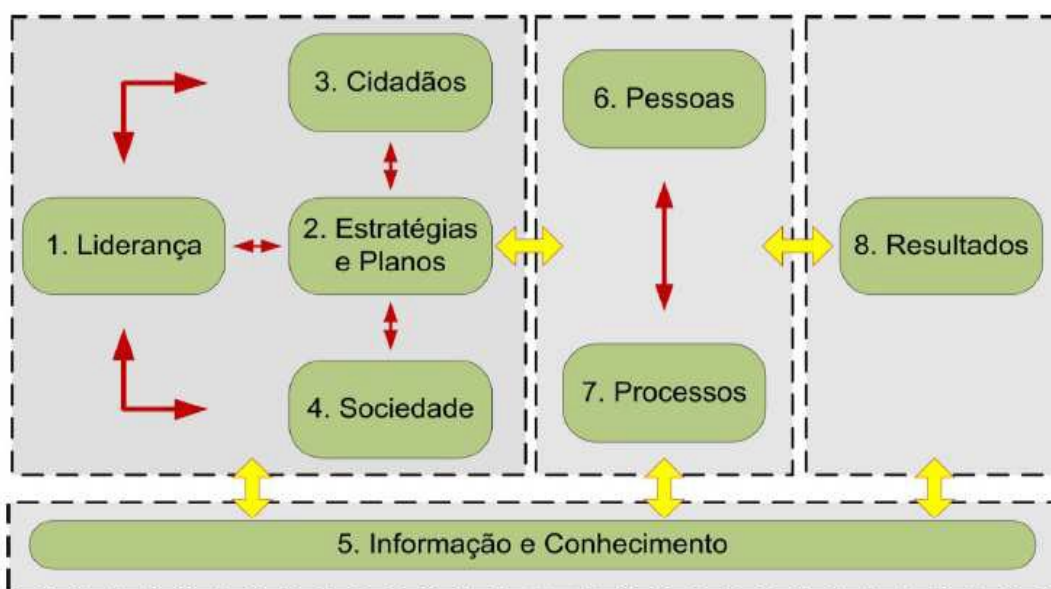 3. Cidadãos
6. Pessoas
1. Liderança
2. Estratégias
e Planos
8. Resultados
4. Sociedade
7. Processos
5. Informação e Conhecimento